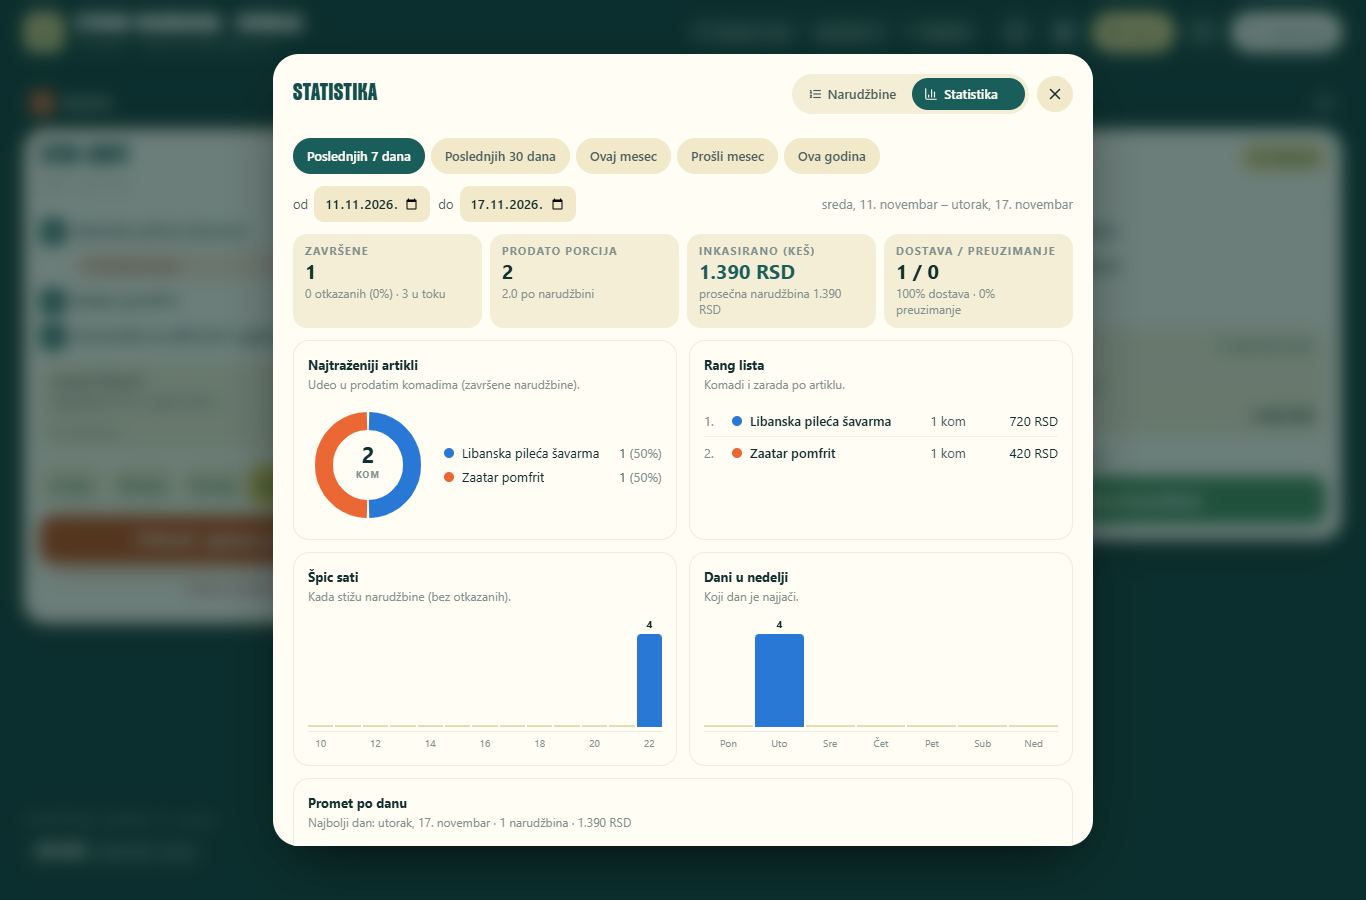 STATISTIKA
Narudžbine
Statistika
Poslednjih 7 dana
Poslednjih 30 dana
Ovaj mesec
Prošli mesec
Ova godina
od 11.11.2026. do 17.11.2026.
sreda, 11. novembar – utorak, 17. novembar
ZAVRŠENE
1
0 otkazanih (0%) · 3 u toku
PRODATO PORCIJA
2
2.0 po narudžbini
INKASIRANO (KEŠ)
1.390 RSD
prosečna narudžbina 1.390
RSD
DOSTAVA / PREUZIMANJE
1 / 0
100% dostava · 0%
preuzimanje
Najtraženiji artikli
Udeo u prodatim komadima (završene narudžbine).
2
KOM
Libanska pileća šavarma 1 (50%)
Zaatar pomfrit 1 (50%)
Rang lista
Komadi i zarada po artiklu.
1. Libanska pileća šavarma 1 kom 720 RSD
2. Zaatar pomfrit 1 kom 420 RSD
Špic sati
Kada stižu narudžbine (bez otkazanih).
4
10 12 14 16 18 20 22
Dani u nedelji
Koji dan je najjači.
4
Pon Uto Sre Čet Pet Sub Ned
Promet po danu
Najbolji dan: utorak, 17. novembar · 1 narudžbina · 1.390 RSD